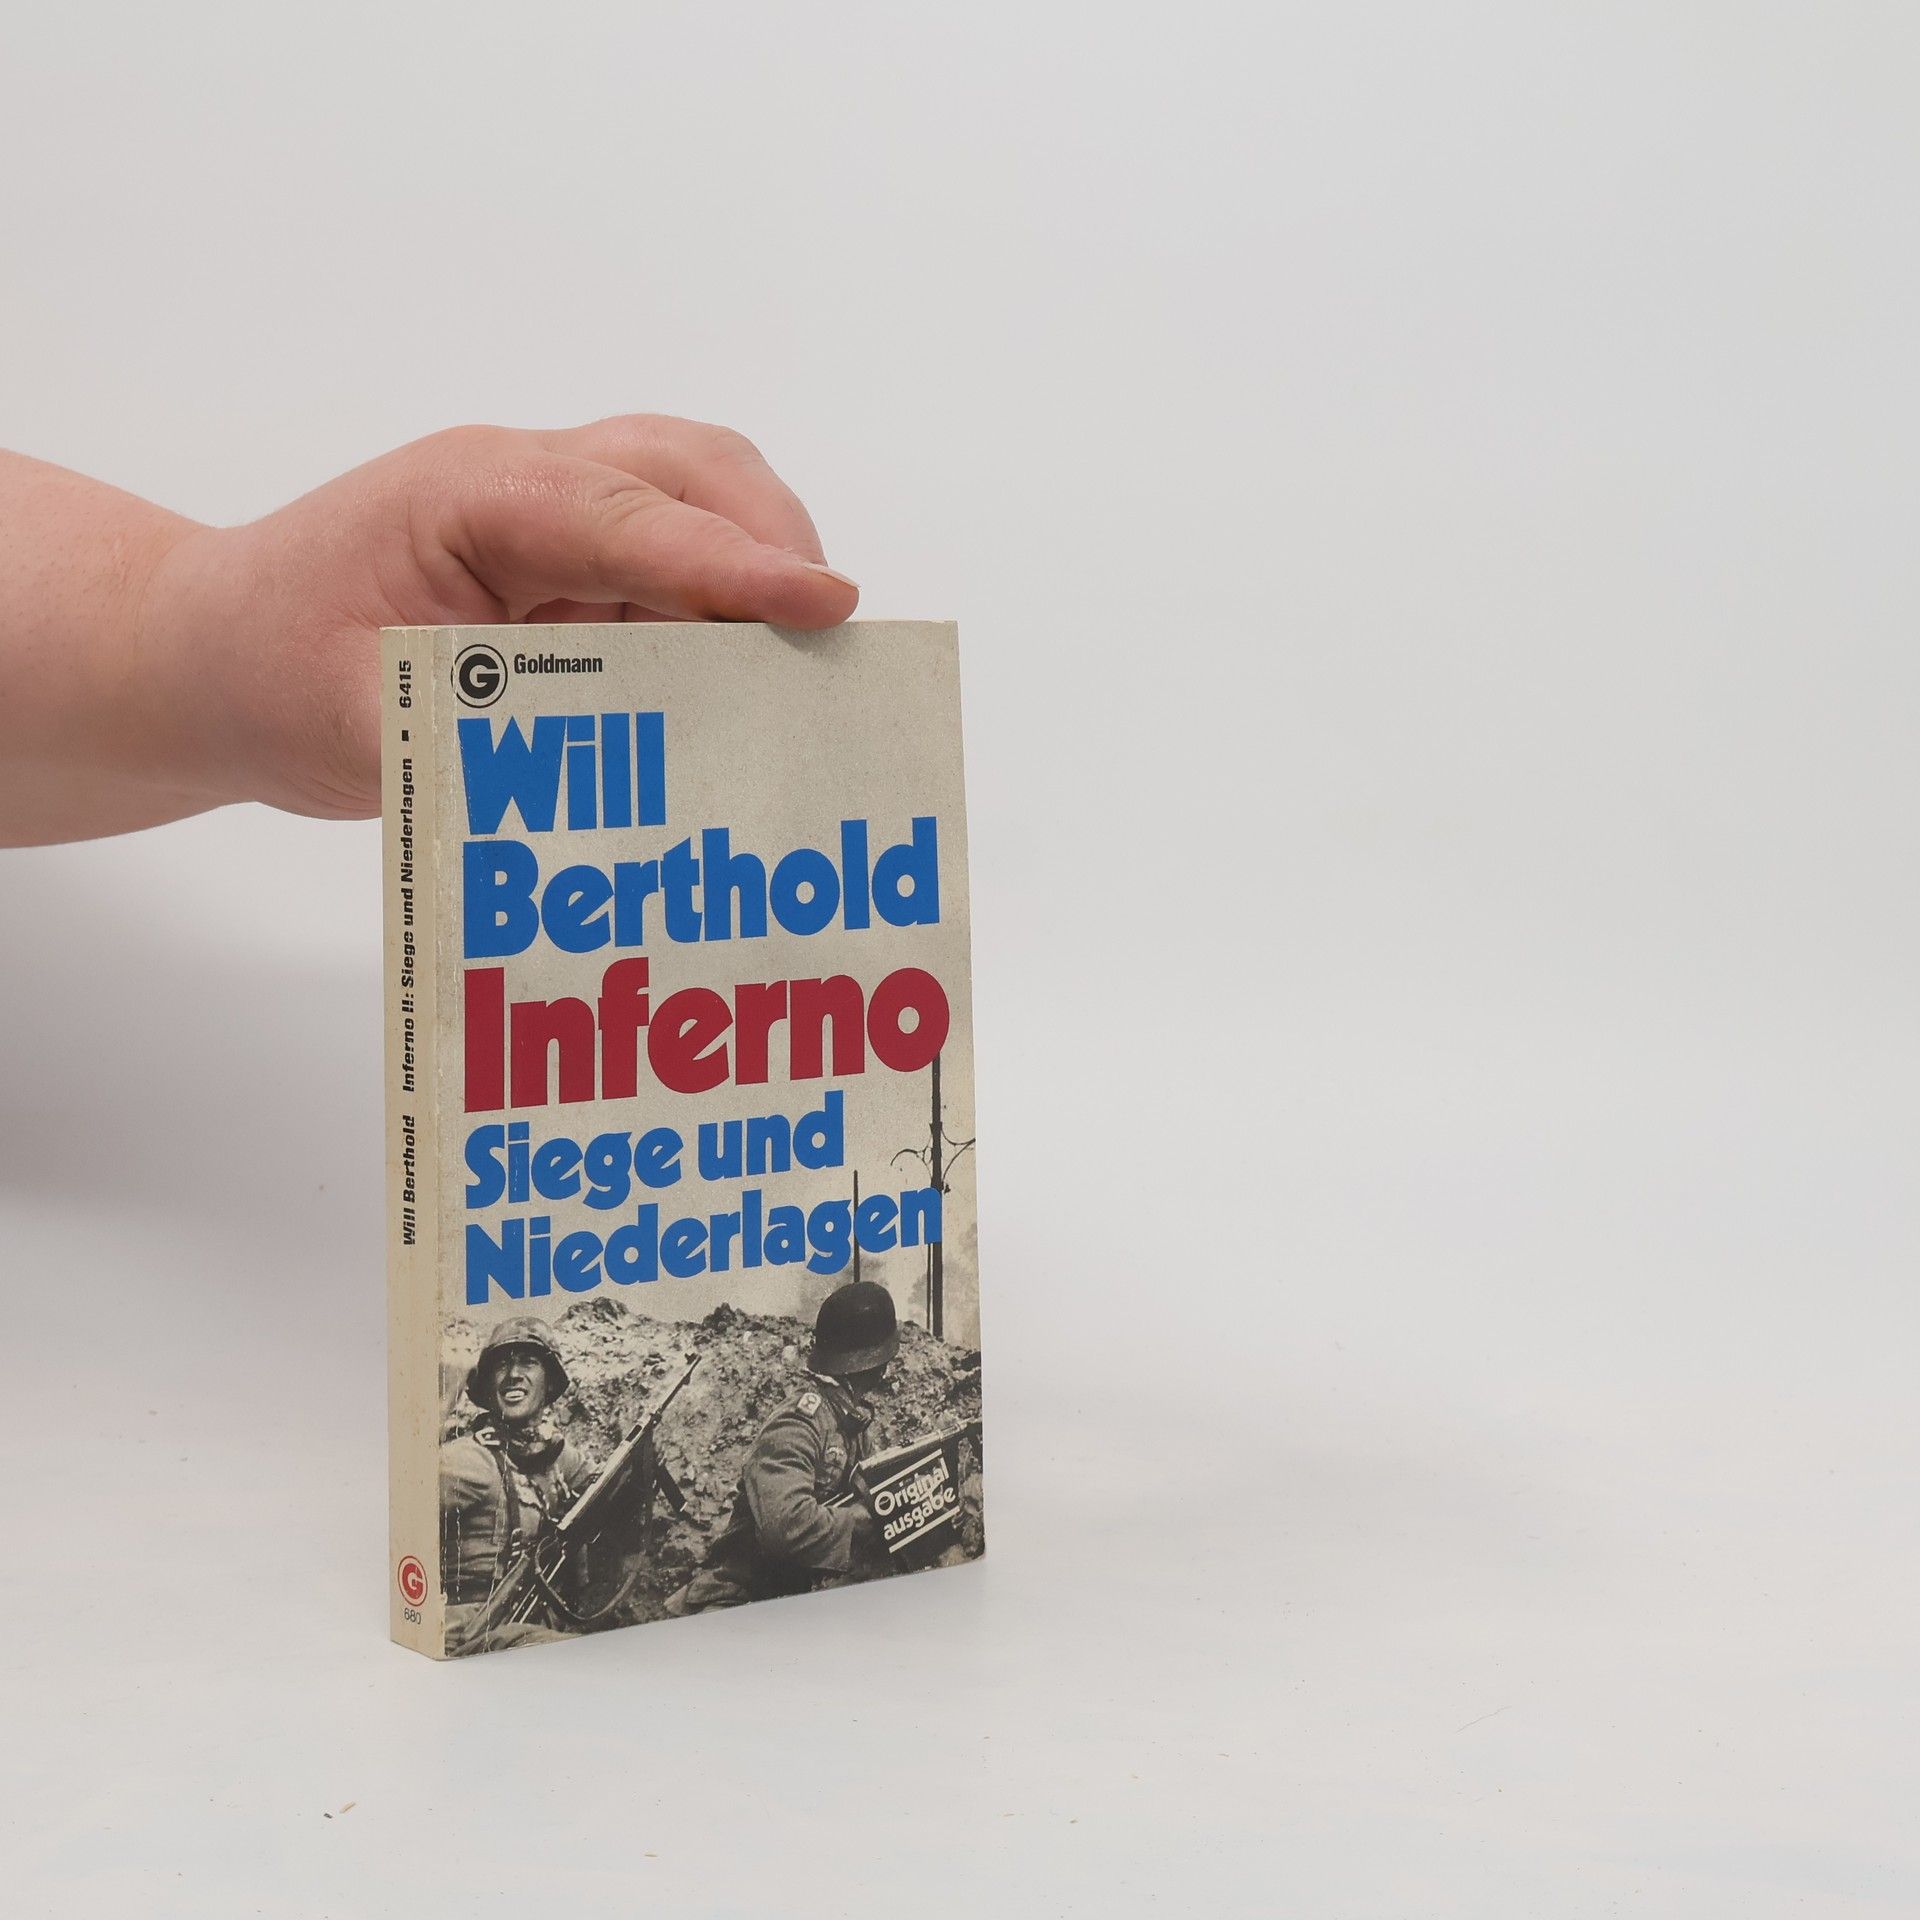 G Goldmann
Will
Berthold
Inferno
Siege und
Niederlagen
Original
ausgabe
Will Berthold Inferno II: Siege und Niederlagen ■ 6415
G
680